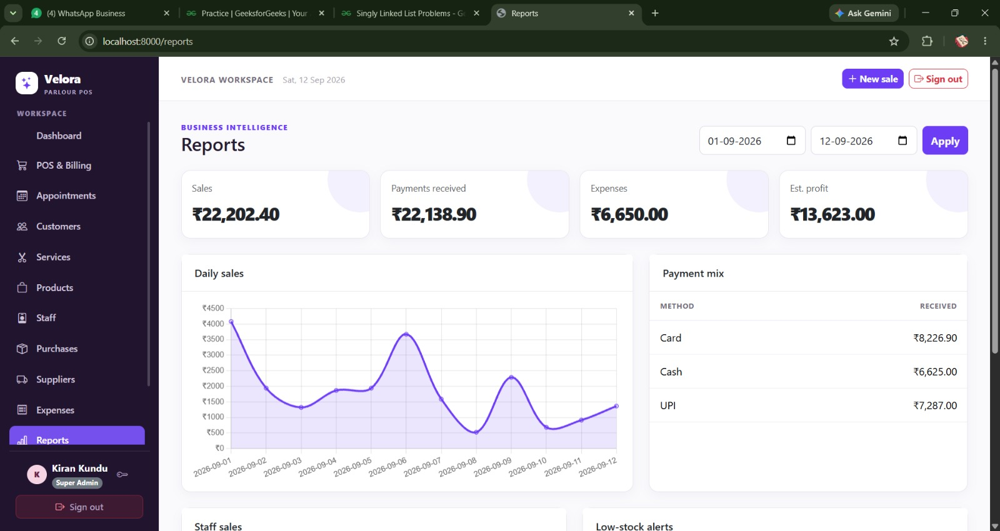 4 (4) WhatsApp Business
Practice | GeeksforGeeks | Your
Singly Linked List Problems - Ge
Reports
Ask Gemini
localhost:8000/reports
Velora
PARLOUR POS
WORKSPACE
Dashboard
POS & Billing
Appointments
Customers
Services
Products
Staff
Purchases
Suppliers
Expenses
Reports
K
Kiran Kundu
Super Admin
Sign out
VELORA WORKSPACE Sat, 12 Sep 2026
+ New sale
Sign out
BUSINESS INTELLIGENCE
Reports
01-09-2026
12-09-2026
Apply
Sales
₹22,202.40
Payments received
₹22,138.90
Expenses
₹6,650.00
Est. profit
₹13,623.00
Daily sales
₹4500
₹4000
₹3500
₹3000
₹2500
₹2000
₹1500
₹1000
₹500
₹0
2026-09-01
2026-09-02
2026-09-03
2026-09-04
2026-09-05
2026-09-06
2026-09-07
2026-09-08
2026-09-09
2026-09-10
2026-09-11
2026-09-12
Payment mix
METHOD RECEIVED
Card ₹8,226.90
Cash ₹6,625.00
UPI ₹7,287.00
Staff sales
Low-stock alerts